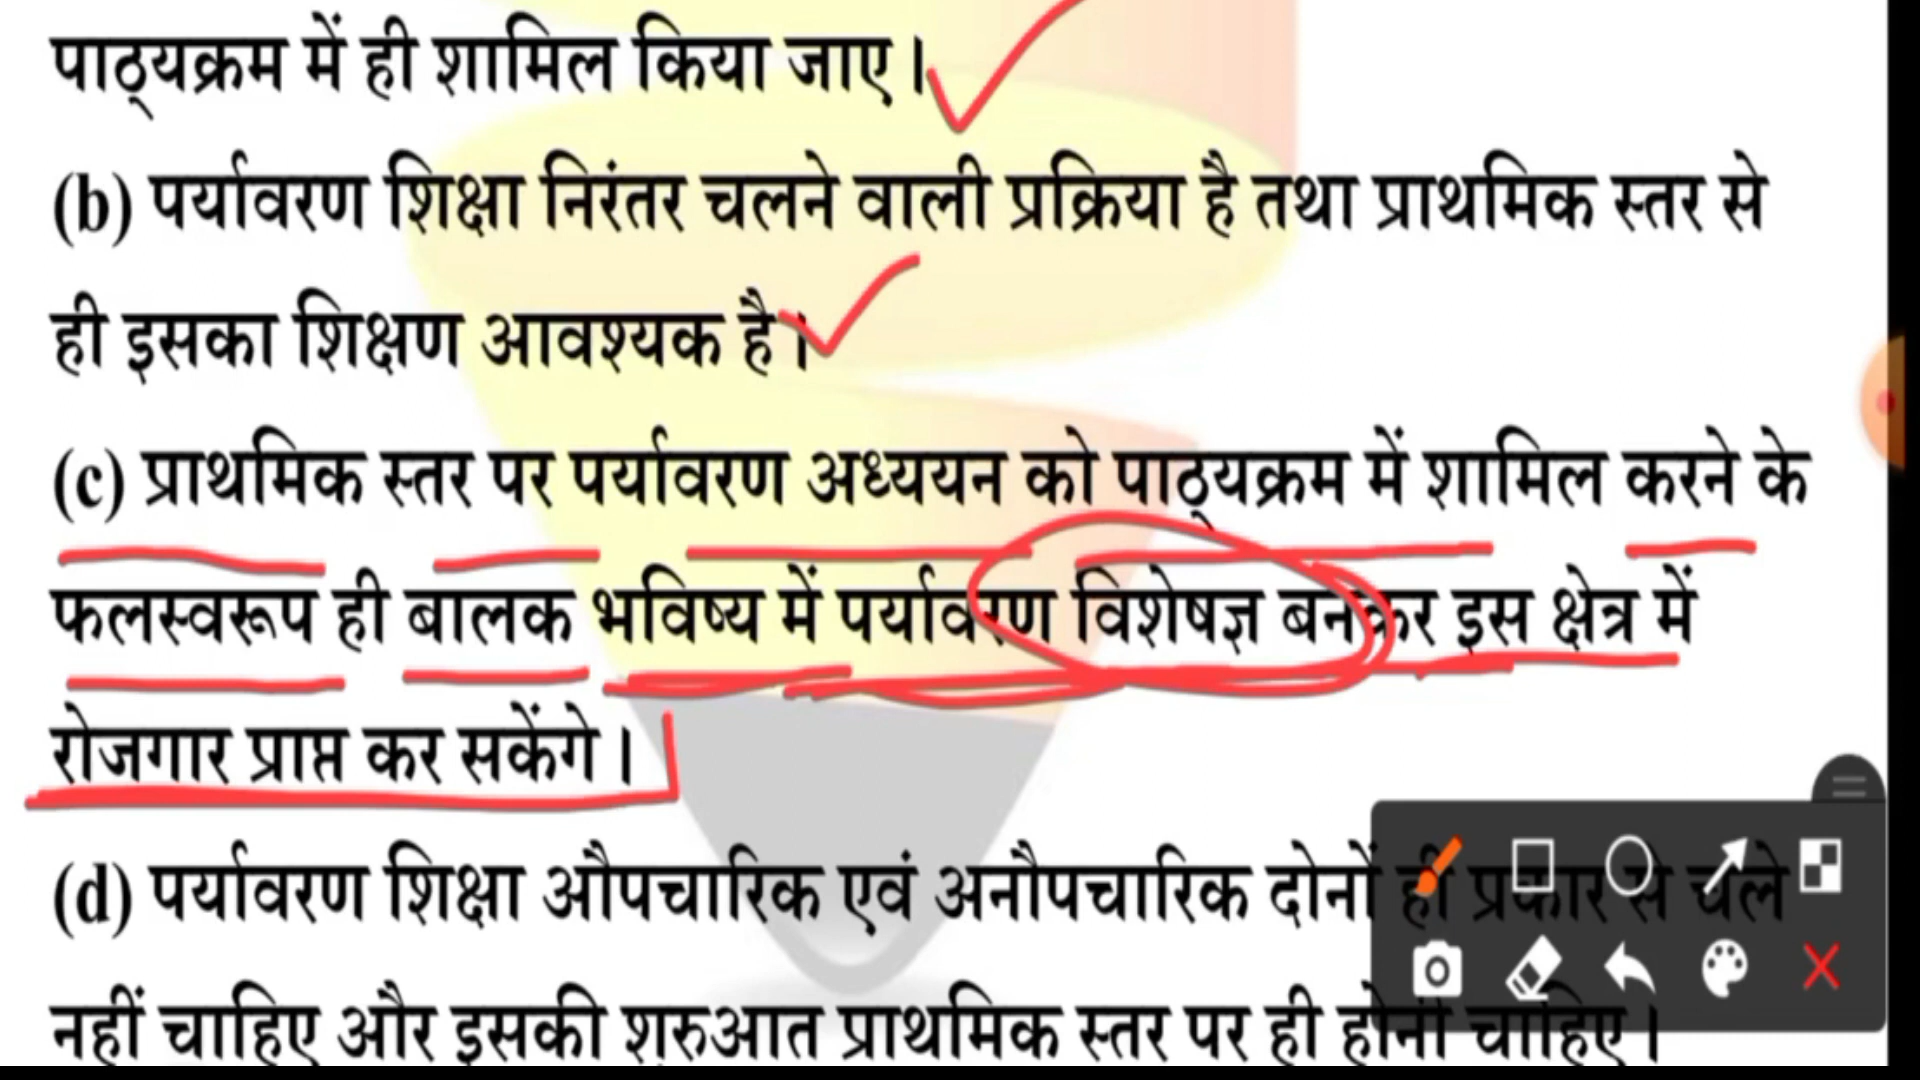 पाठ्यक्रम में ही शामिल किया जाए।
(b) पर्यावरण शिक्षा निरंतर चलने वाली प्रक्रिया है तथा प्राथमिक स्तर से
ही इसका शिक्षण आवश्यक है।
(c) प्राथमिक स्तर पर पर्यावरण अध्ययन को पाठ्यक्रम में शामिल करने के
फलस्वरूप ही बालक भविष्य में पर्यावरण विशेषज्ञ बनकर इस क्षेत्र में
रोजगार प्राप्त कर सकेंगे।
(d) पर्यावरण शिक्षा औपचारिक एवं अनौपचारिक दोनों ही प्रकार से चले
नहीं चाहिए और इसकी शुरुआत प्राथमिक स्तर पर ही होनी चाहिए।